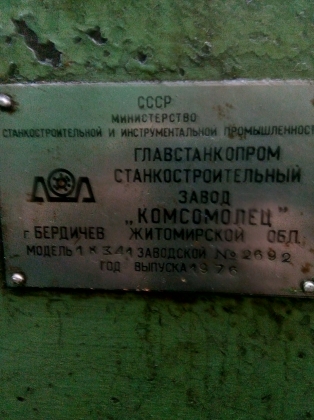 СССР
МИНИСТЕРСТВО
СТАНКОСТРОИТЕЛЬНОЙ И ИНСТРУМЕНТАЛЬНОЙ ПРОМЫШЛЕННОСТ
ГЛАВСТАНКОПРОМ
СТАНКОСТРОИТЕЛЬНЫЙ
ЗАВОД
„КОМСОМОЛЕЦ"
г. БЕРДИЧЕВ ЖИТОМИРСКОЙ ОБЛ.
МОДЕЛЬ 1К341 ЗАВОДСКОЙ № 2692
ГОД ВЫПУСКА 1976